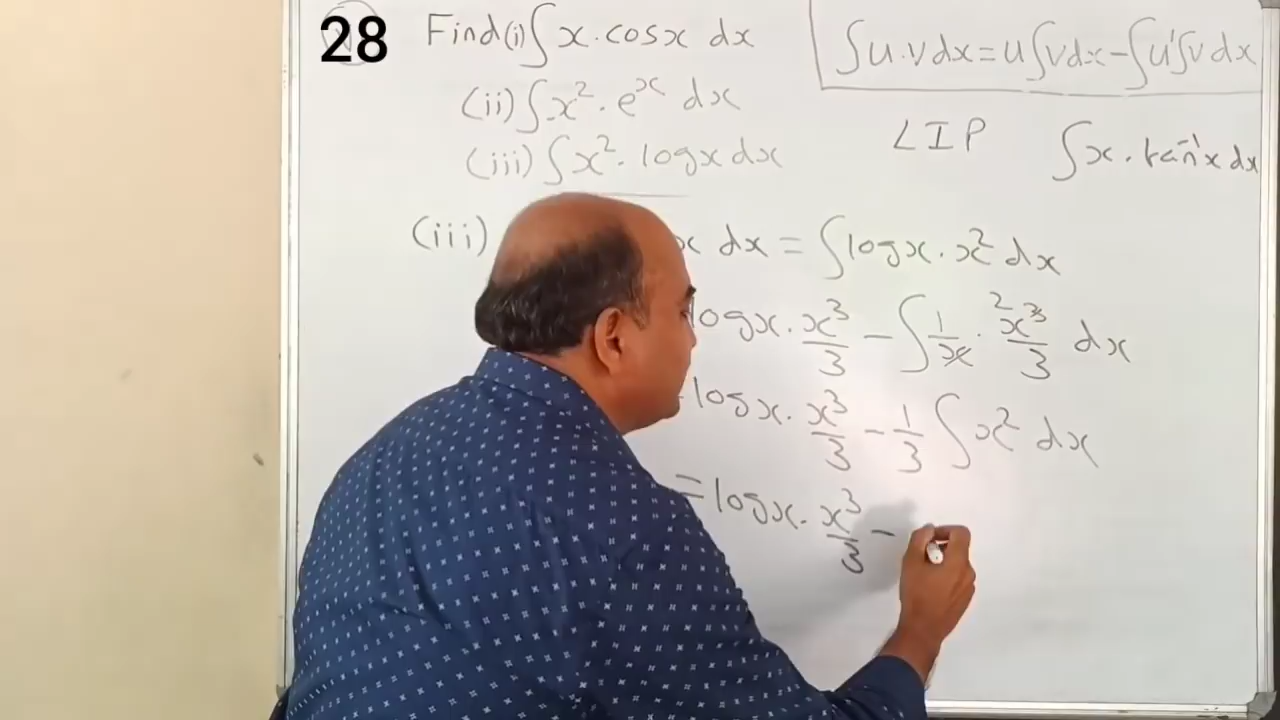 28 Find (i) ∫ x . cosx dx
∫u.v dx = u∫v dx − ∫u'∫v dx
(ii) ∫ x² . eˣ dx
LIP
∫x . tan⁻¹x dx
(iii) ∫ x² . logx dx
(iii) x dx = ∫ logx . x² dx
logx . x³/3 − ∫ 1/x . x³/3 dx 2
logx . x³/3 − 1/3 ∫ x² dx
= logx . x³/3 −